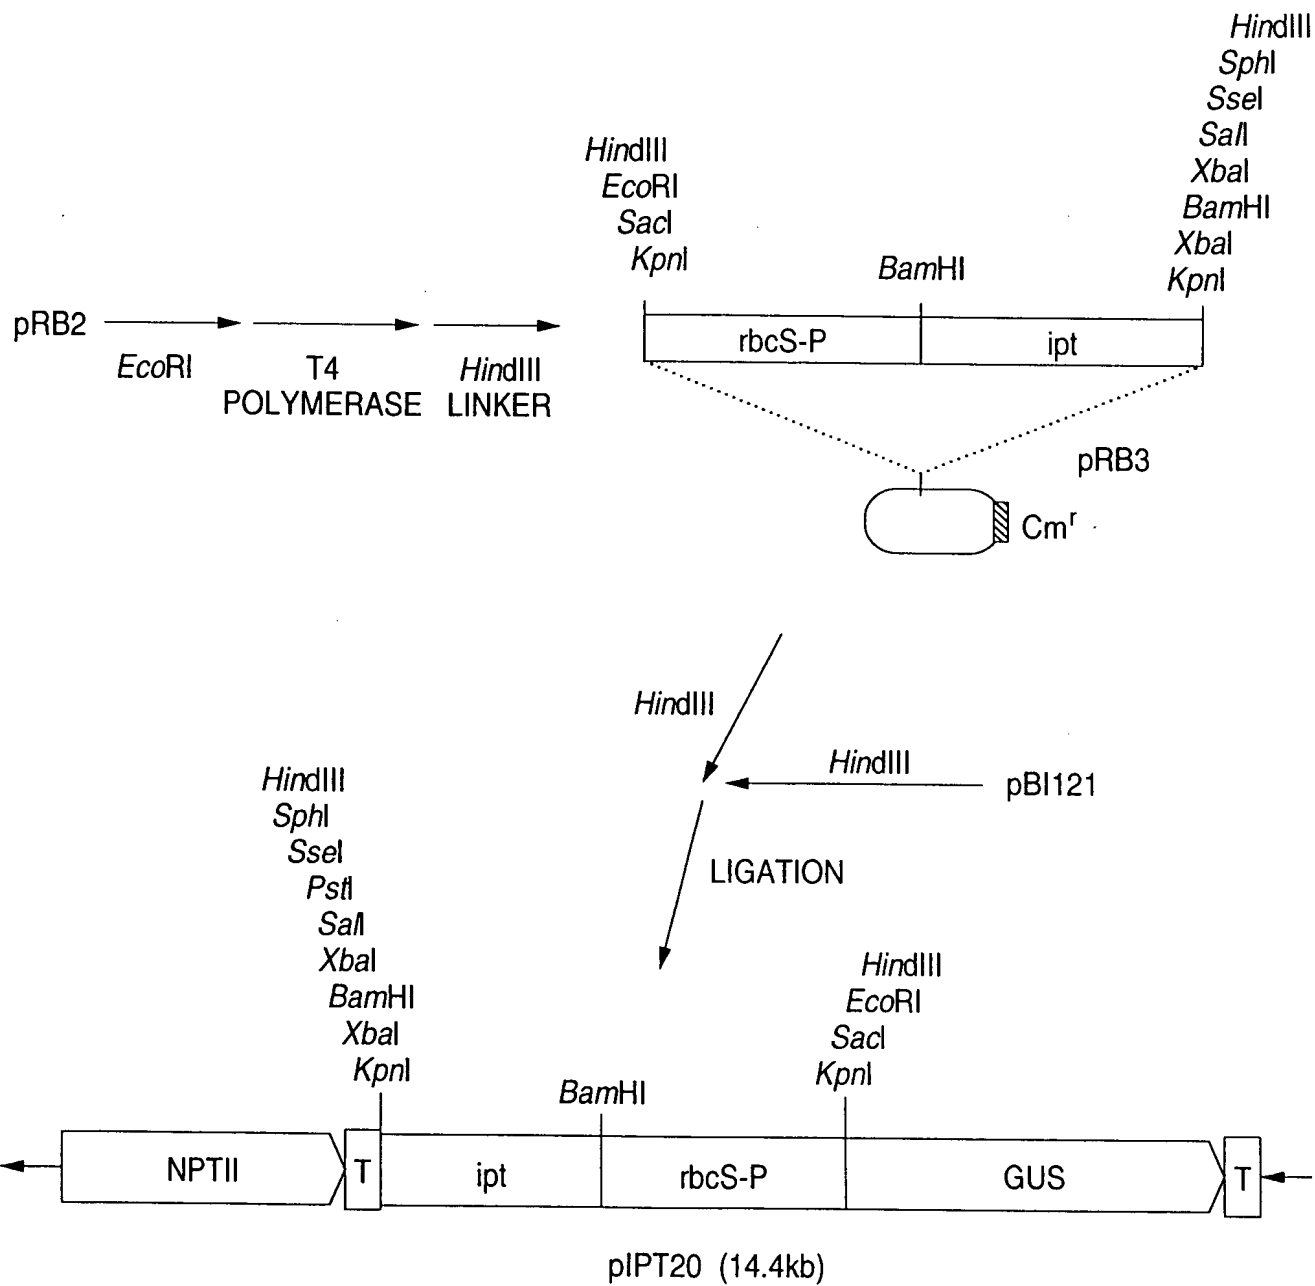 HindIII
SphI
SseI
SalI
XbaI
BamHI
XbaI
KpnI
HindIII
EcoRI
SacI
KpnI
BamHI
pRB2
EcoRI
T4
POLYMERASE
HindIII
LINKER
rbcS-P
ipt
pRB3
Cmʳ
HindIII
HindIII
pBI121
LIGATION
HindIII
SphI
SseI
PstI
SalI
XbaI
BamHI
XbaI
KpnI
BamHI
HindIII
EcoRI
SacI
KpnI
NPTII
T
ipt
rbcS-P
GUS
T
pIPT20 (14.4kb)